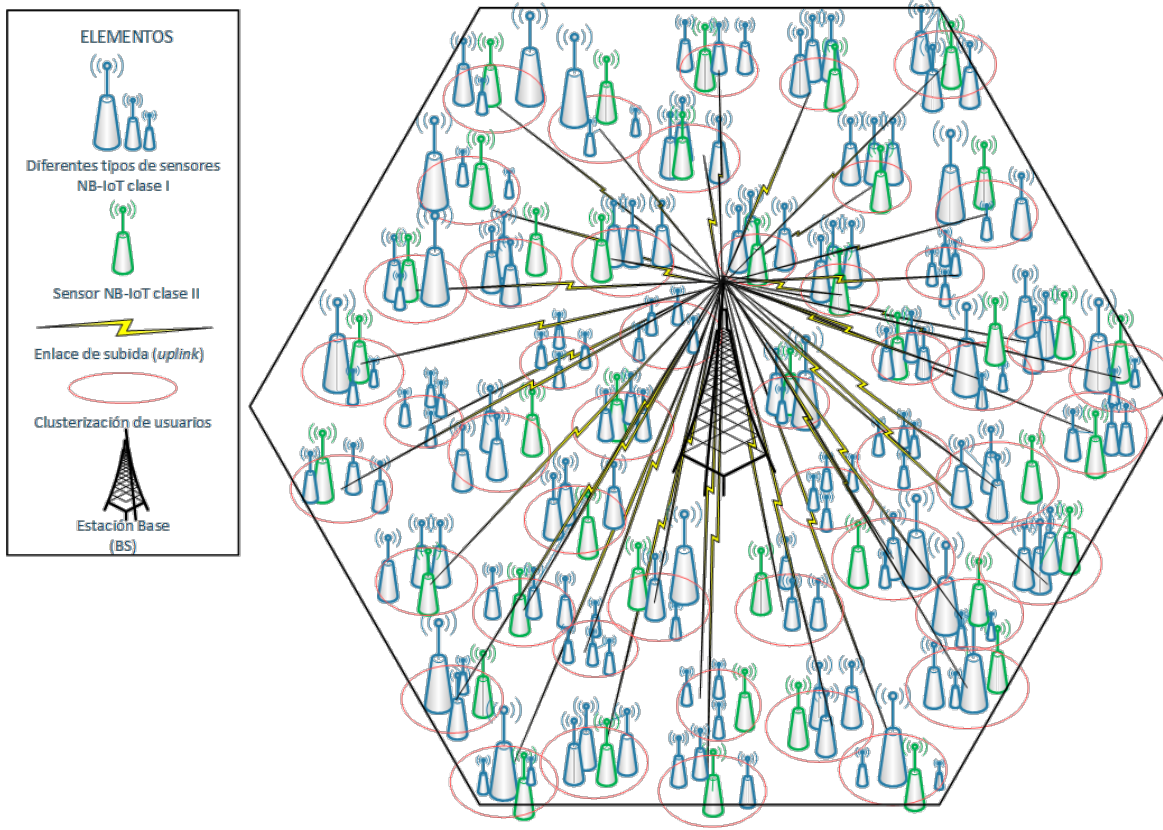 ELEMENTOS
Diferentes tipos de sensores
NB-IoT clase I
Sensor NB-IoT clase II
Enlace de subida (uplink)
Clusterización de usuarios
Estación Base
(BS)